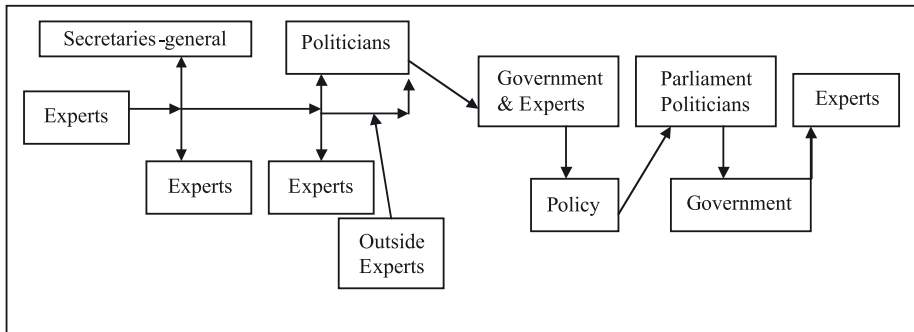 Secretaries-general
Politicians
Experts
Experts
Experts
Outside
Experts
Government
& Experts
Policy
Parliament
Politicians
Government
Experts